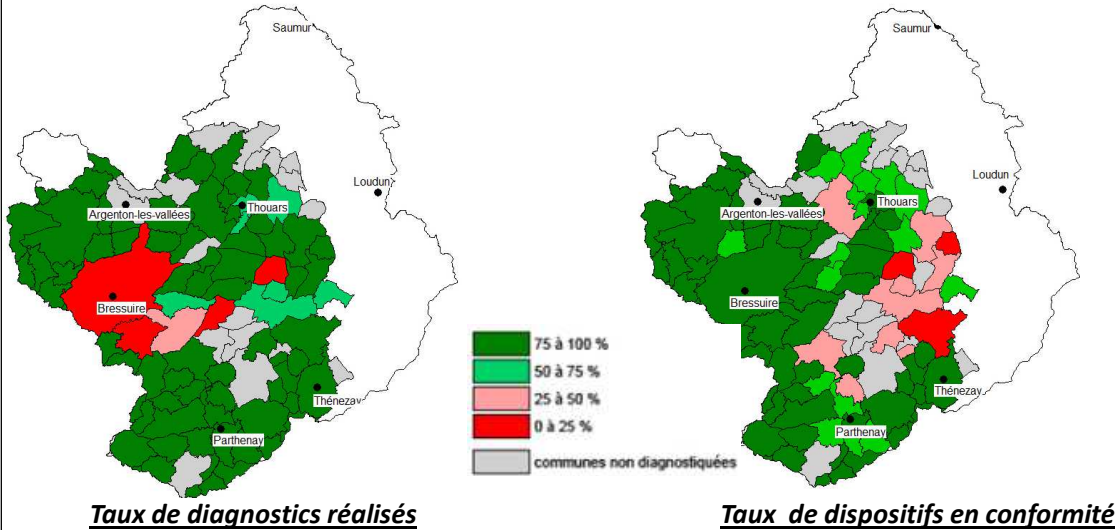 Saumur
Loudun
Thouars
Argenton-les-vallées
Bressuire
Thénezay
Parthenay
Saumur
Loudun
Thouars
Argenton-les-vallées
Bressuire
Thénezay
Parthenay
75 à 100 %
50 à 75 %
25 à 50 %
0 à 25 %
communes non diagnostiquées
Taux de diagnostics réalisés
Taux de dispositifs en conformité